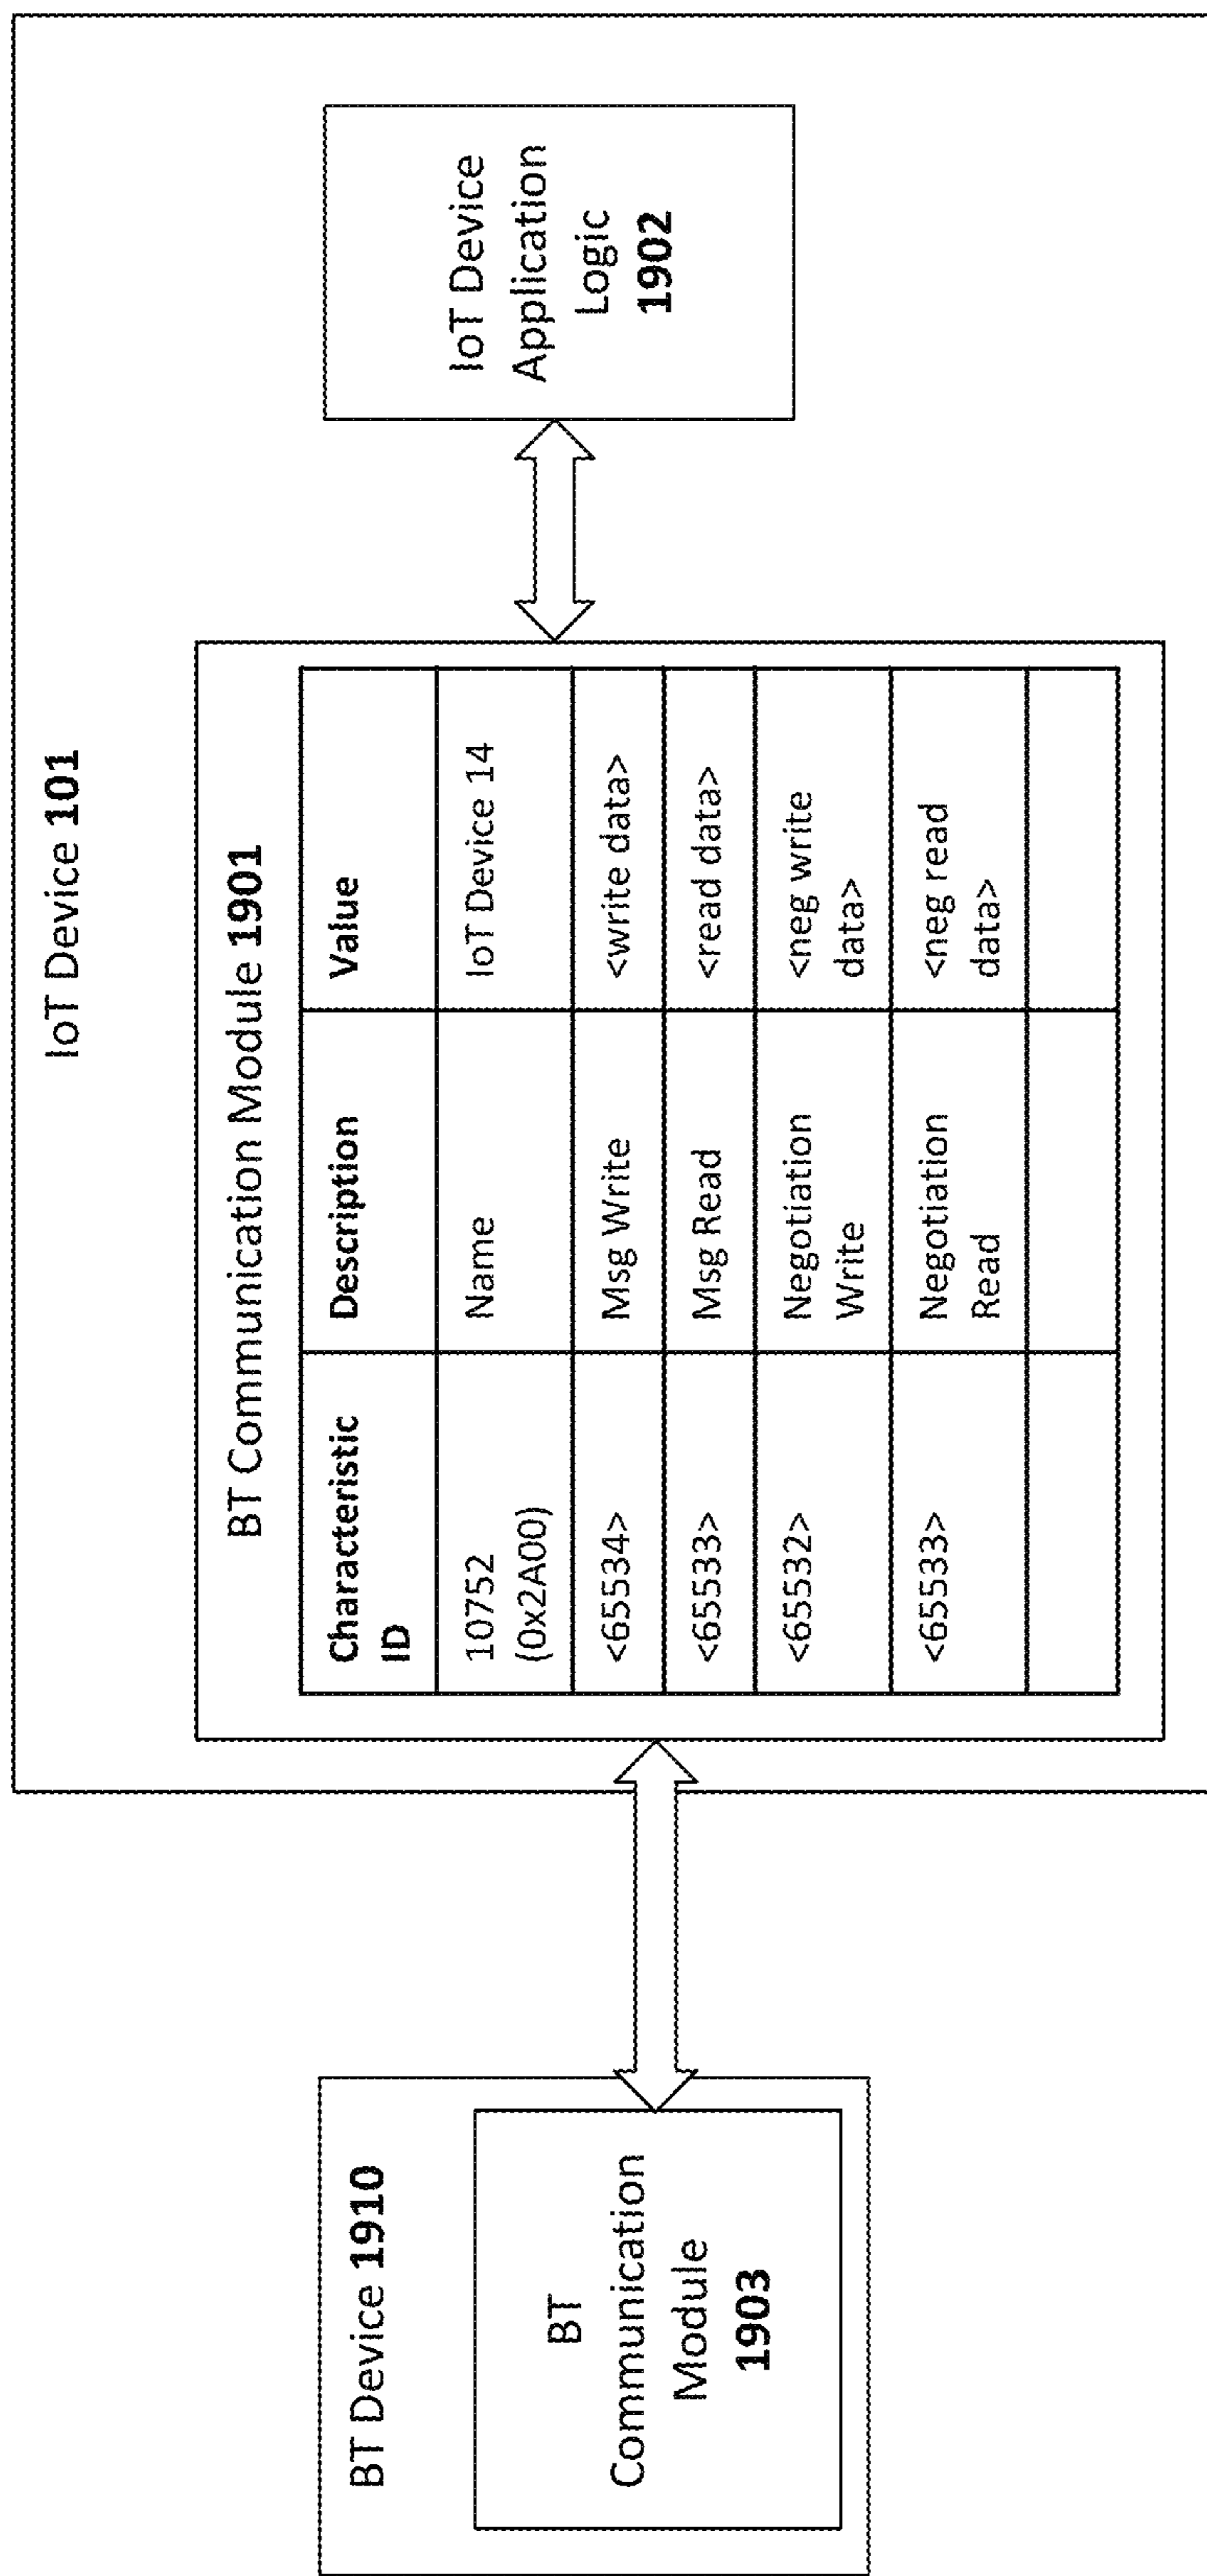 IoT Device 101
BT Device 1910
BT
Communication
Module
1903
BT Communication Module 1901
Characteristic ID Description Value
10752 (0x2A00) Name IoT Device 14
<65534> Msg Write <write data>
<65533> Msg Read <read data>
<65532> Negotiation Write <neg write data>
<65533> Negotiation Read <neg read data>
IoT Device
Application
Logic
1902